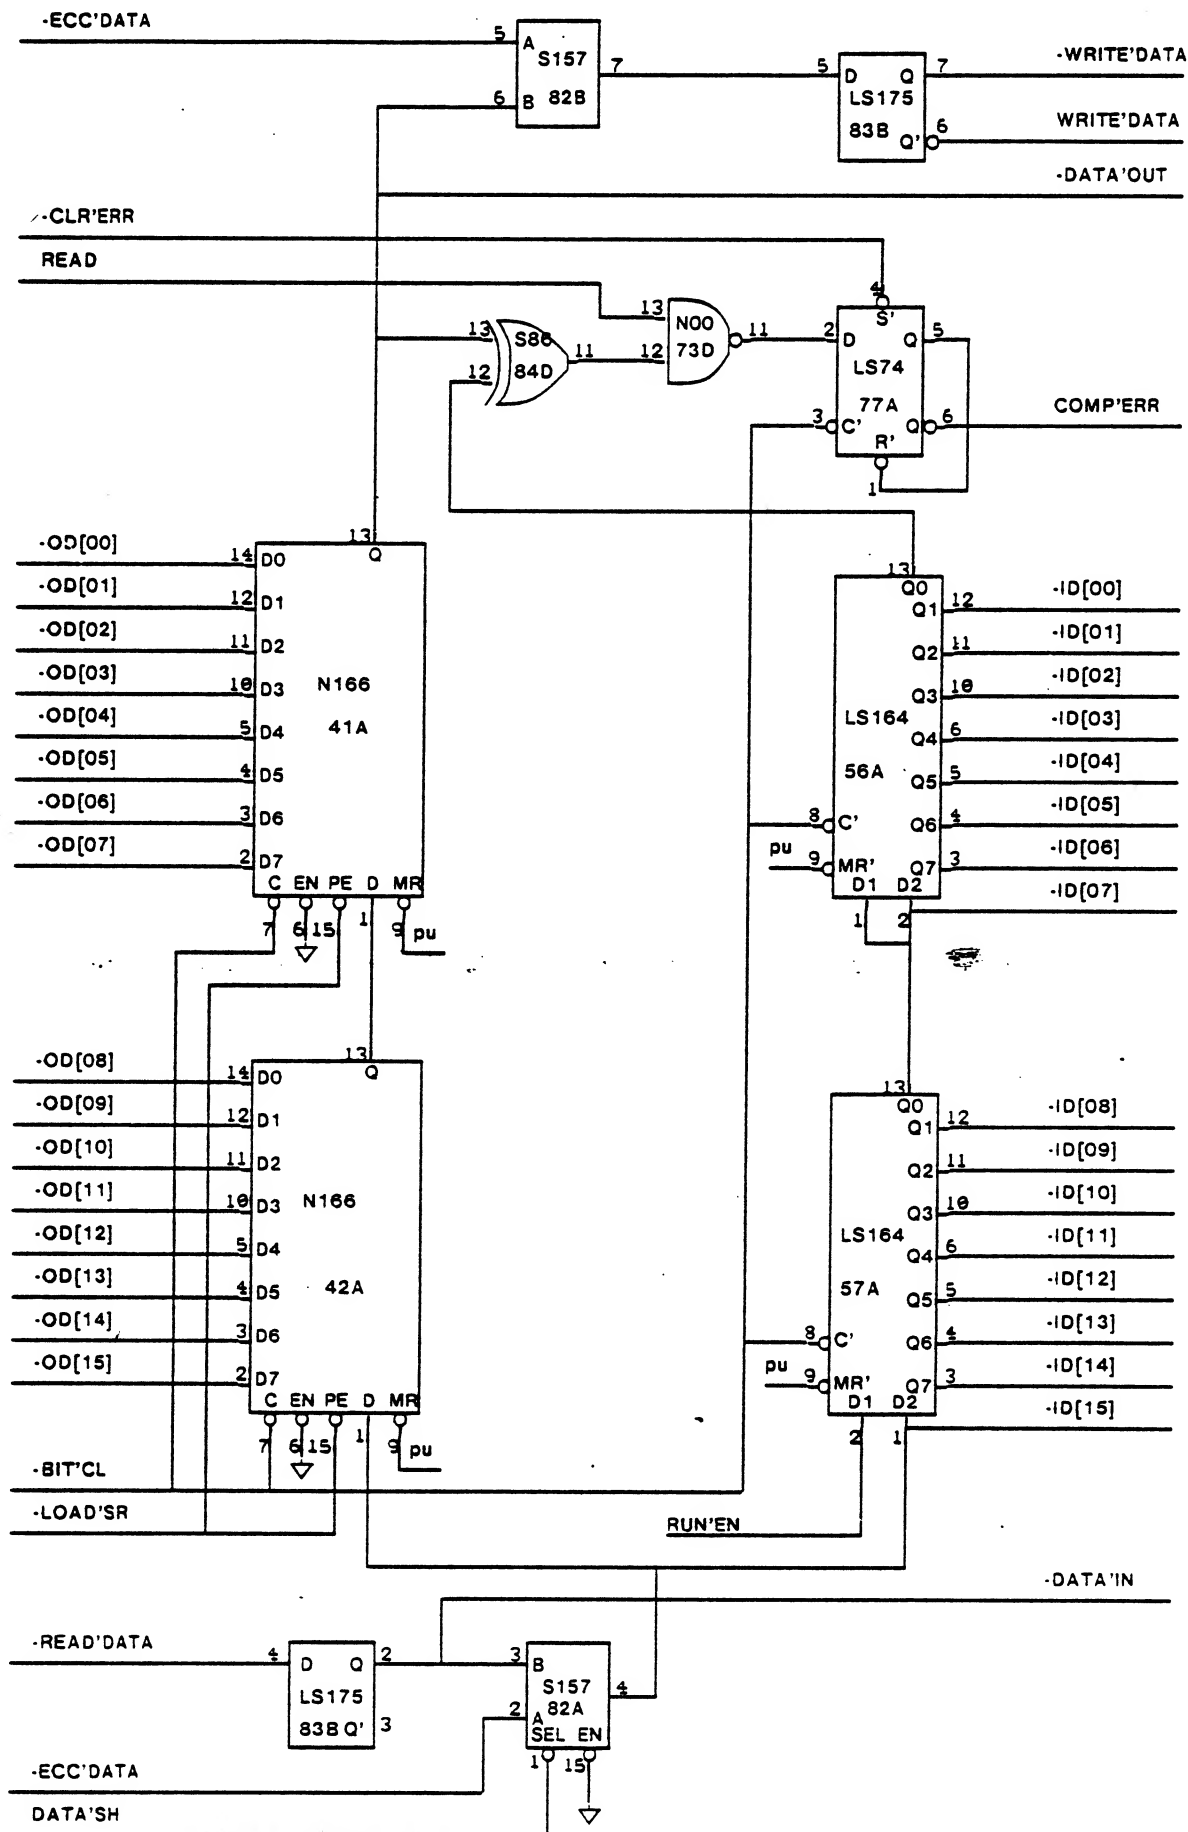 -ECC'DATA
5 A
S157
7
6 B 82B
5 D Q 7
LS175
83B
Q' 6
-WRITE'DATA
WRITE'DATA
-DATA'OUT
-CLR'ERR
READ
13
S86
84D
12
11
13
N00
73D
12
11
4
S'
2 D Q 5
LS74
77A
3 C' Q 6
R'
1
COMP'ERR
13
Q
-OD[00] 14 D0
-OD[01] 12 D1
-OD[02] 11 D2
-OD[03] 10 D3
-OD[04] 5 D4
-OD[05] 4 D5
-OD[06] 3 D6
-OD[07] 2 D7
N166
41A
C EN PE D MR
7 6 15 1 9 pu
13
Q0
Q1 12 -ID[00]
Q2 11 -ID[01]
Q3 10 -ID[02]
Q4 6 -ID[03]
Q5 5 -ID[04]
Q6 4 -ID[05]
Q7 3 -ID[06]
-ID[07]
LS164
56A
8 C'
pu 9 MR'
D1 D2
1 2
13
Q
-OD[08] 14 D0
-OD[09] 12 D1
-OD[10] 11 D2
-OD[11] 10 D3
-OD[12] 5 D4
-OD[13] 4 D5
-OD[14] 3 D6
-OD[15] 2 D7
N166
42A
C EN PE D MR
7 6 15 1 9 pu
13
Q0
Q1 12 -ID[08]
Q2 11 -ID[09]
Q3 10 -ID[10]
Q4 6 -ID[11]
Q5 5 -ID[12]
Q6 4 -ID[13]
Q7 3 -ID[14]
-ID[15]
LS164
57A
8 C'
pu 9 MR'
D1 D2
2 1
-BIT'CL
-LOAD'SR
RUN'EN
-DATA'IN
-READ'DATA
4 D Q 2
LS175
83B Q' 3
3 B
S157
82A
4
2 A
SEL EN
1 15
-ECC'DATA
DATA'SH